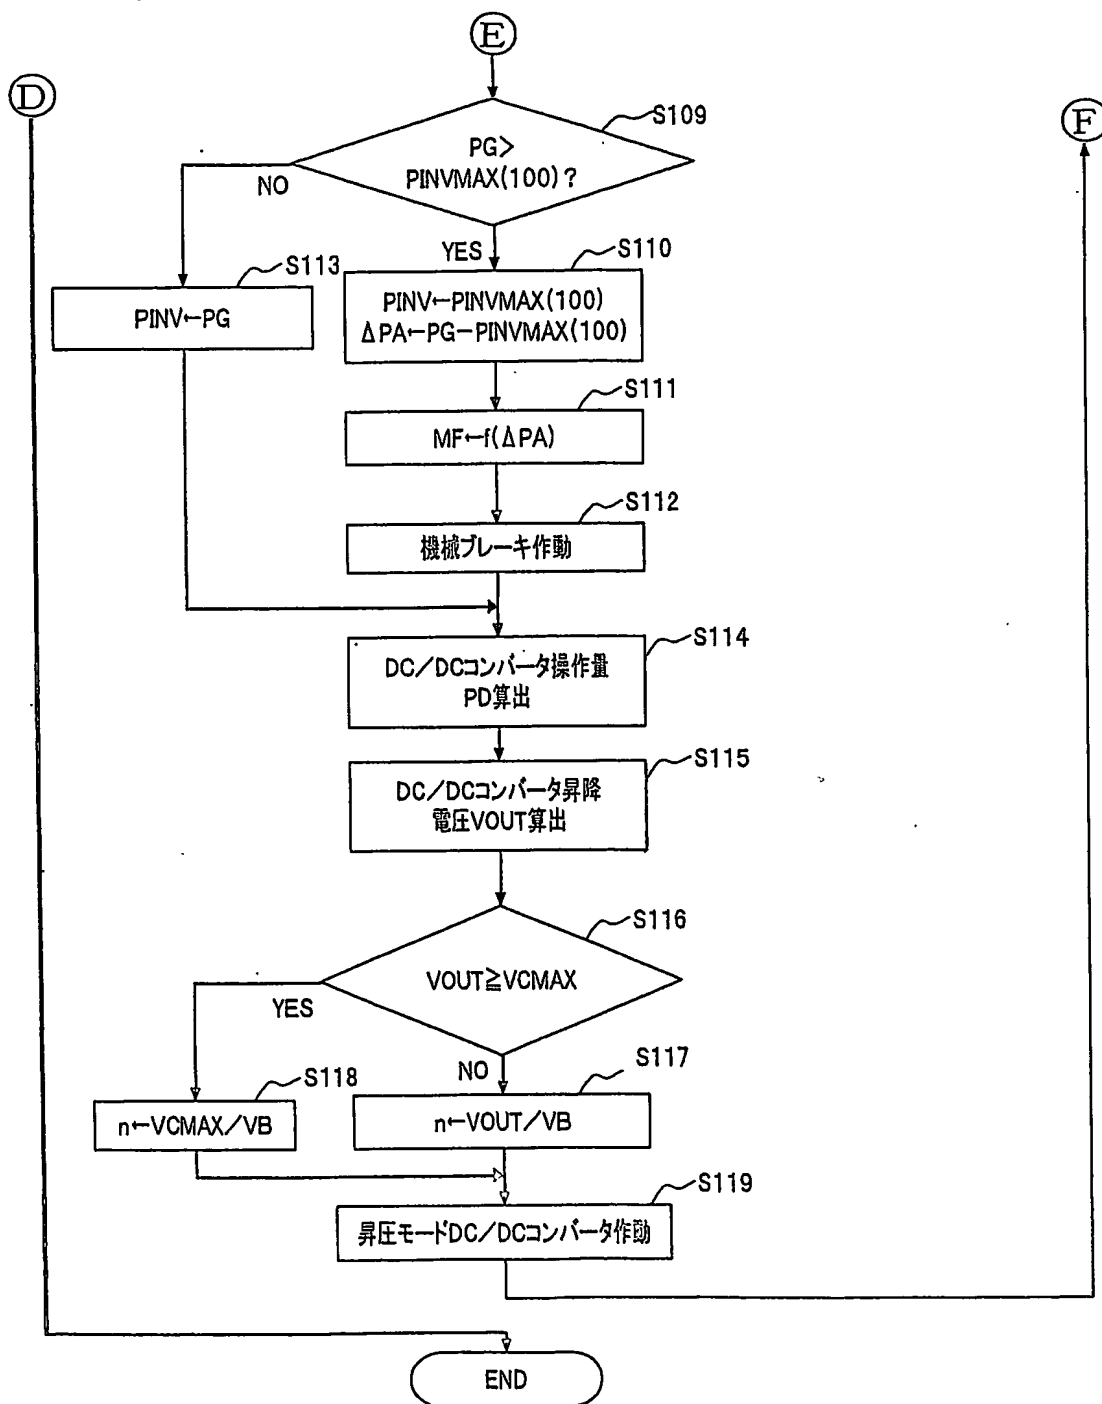 E
D
F
S109
PG>
PINVMAX(100)?
NO
YES
S110
S113
PINV←PG
PINV←PINVMAX(100)
ΔPA←PG−PINVMAX(100)
S111
MF←f(ΔPA)
S112
機械ブレーキ作動
S114
DC/DCコンバータ操作量
PD算出
S115
DC/DCコンバータ昇降
電圧VOUT算出
S116
VOUT≧VCMAX
YES
NO
S117
S118
n←VCMAX/VB
n←VOUT/VB
S119
昇圧モードDC/DCコンバータ作動
END